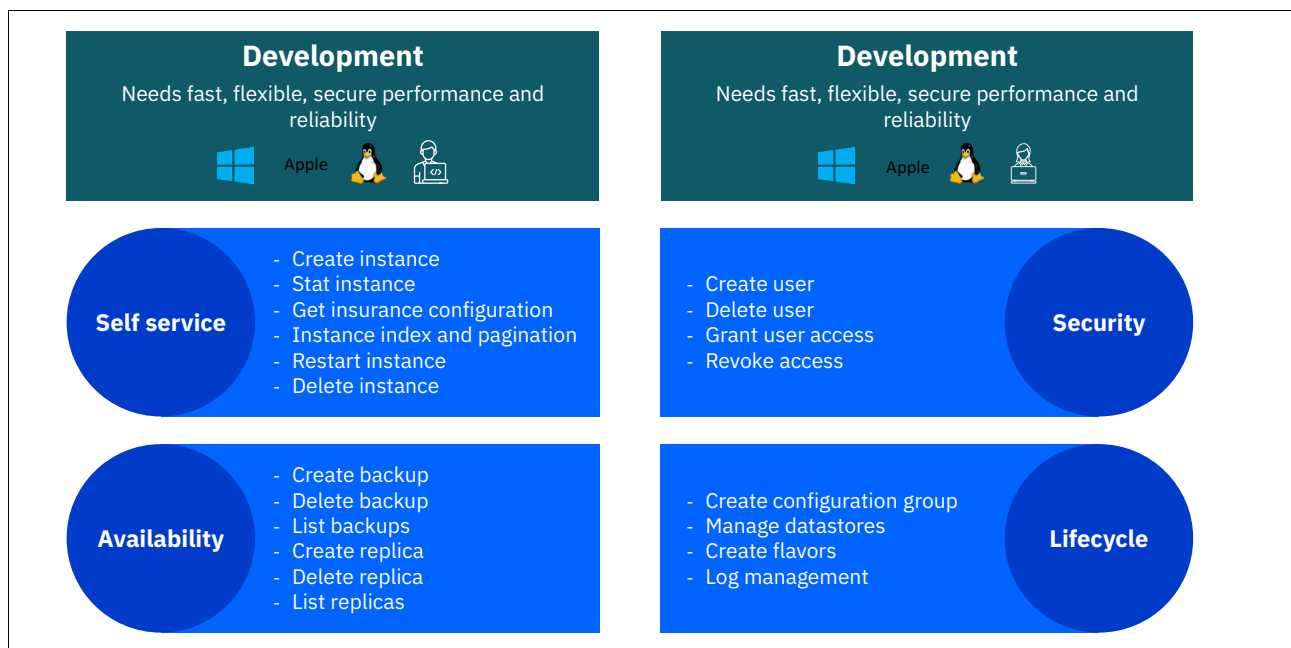 Development
Needs fast, flexible, secure performance and
reliability
Apple
Development
Needs fast, flexible, secure performance and
reliability
Apple
Self service
- Create instance
- Stat instance
- Get insurance configuration
- Instance index and pagination
- Restart instance
- Delete instance
- Create user
- Delete user
- Grant user access
- Revoke access
Security
Availability
- Create backup
- Delete backup
- List backups
- Create replica
- Delete replica
- List replicas
- Create configuration group
- Manage datastores
- Create flavors
- Log management
Lifecycle